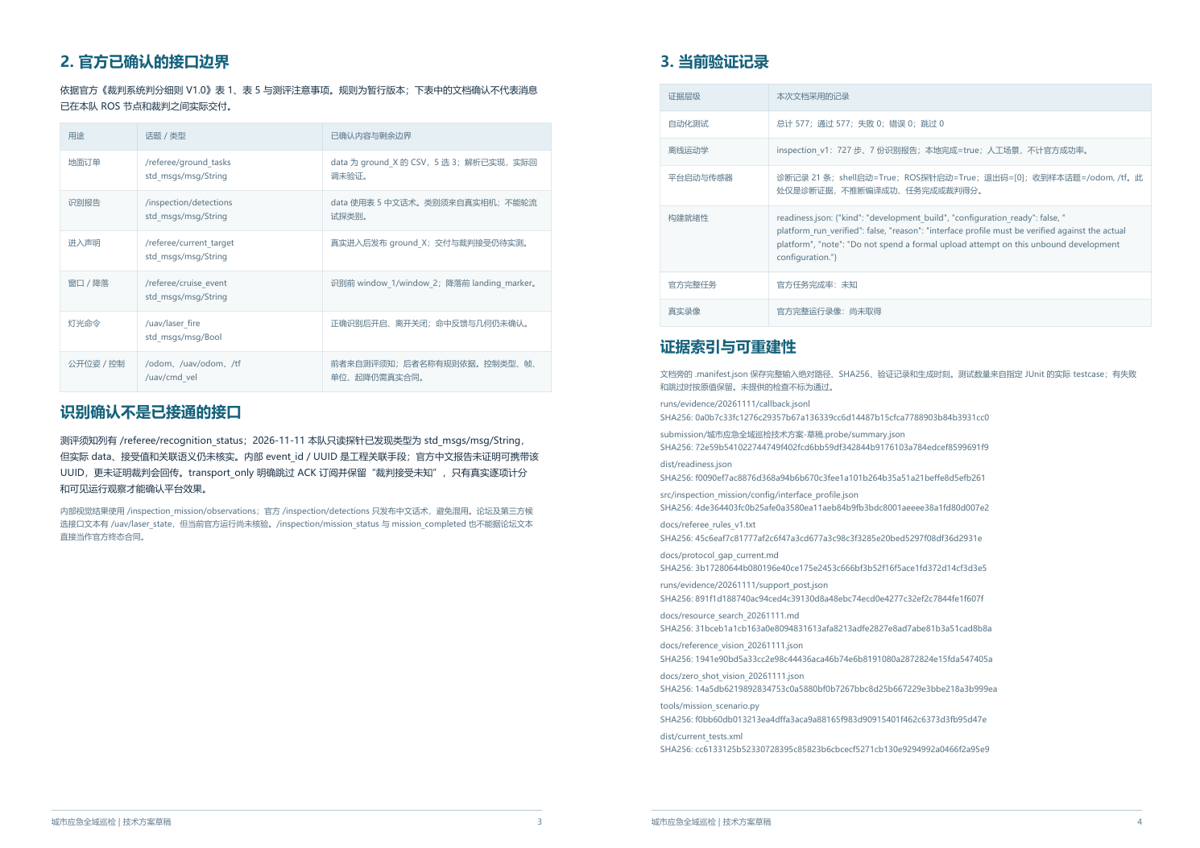 2. 官方已确认的接口边界
依据官方《裁判系统判分细则 V1.0》表 1、表 5 与测评注意事项。规则为暂行版本；下表中的文档确认不代表消息
已在本队 ROS 节点和裁判之间实际交付。
用途
话题 / 类型
已确认内容与剩余边界
地面订单
/referee/ground_tasks
std_msgs/msg/String
data 为 ground_X 的 CSV，5 选 3；解析已实现，实际回
调未验证。
识别报告
/inspection/detections
std_msgs/msg/String
data 使用表 5 中文话术。类别须来自真实相机；不能轮流
试探类别。
进入声明
/referee/current_target
std_msgs/msg/String
真实进入后发布 ground_X；交付与裁判接受仍待实测。
窗口 / 降落
/referee/cruise_event
std_msgs/msg/String
识别前 window_1/window_2；降落前 landing_marker。
灯光命令
/uav/laser_fire
std_msgs/msg/Bool
正确识别后开启、离开关闭；命中反馈与几何仍未确认。
公开位姿 / 控制
/odom、/uav/odom、/tf
/uav/cmd_vel
前者来自测评须知；后者名称有规则依据。控制类型、帧、
单位、起降仍需真实合同。
识别确认不是已接通的接口
测评须知列有 /referee/recognition_status；2026-11-11 本队只读探针已发现类型为 std_msgs/msg/String，
但实际 data、接受值和关联语义仍未核实。内部 event_id / UUID 是工程关联手段；官方中文报告未证明可携带该
UUID，更未证明裁判会回传。transport_only 明确跳过 ACK 订阅并保留“裁判接受未知”，只有真实逐项计分
和可见运行观察才能确认平台效果。
内部视觉结果使用 /inspection_mission/observations；官方 /inspection/detections 只发布中文话术，避免混用。论坛及第三方候
选接口文本有 /uav/laser_state，但当前官方运行尚未核验。/inspection/mission_status 与 mission_completed 也不能据论坛文本
直接当作官方终态合同。
城市应急全域巡检 | 技术方案草稿
3
3. 当前验证记录
证据层级
本次文档采用的记录
自动化测试
总计 577；通过 577；失败 0；错误 0；跳过 0
离线运动学
inspection_v1：727 步、7 份识别报告；本地完成=true；人工场景，不计官方成功率。
平台启动与传感器
诊断记录 21 条；shell启动=True；ROS探针启动=True；退出码=[0]；收到样本话题=/odom, /tf。此
处仅是诊断证据，不推断编译成功、任务完成或裁判得分。
构建就绪性
readiness.json: {"kind": "development_build", "configuration_ready": false, "
platform_run_verified": false, "reason": "interface profile must be verified against the actual
platform", "note": "Do not spend a formal upload attempt on this unbound development
configuration."}
官方完整任务
官方任务完成率：未知
真实录像
官方完整运行录像：尚未取得
证据索引与可重建性
文档旁的 .manifest.json 保存完整输入绝对路径、SHA256、验证记录和生成时刻。测试数量来自指定 JUnit 的实际 testcase；有失败
和跳过时按原值保留。未提供的检查不标为通过。
runs/evidence/20261111/callback.jsonl
SHA256: 0a0b7c33fc1276c29357b67a136339cc6d14487b15cfca7788903b84b3931cc0
submission/城市应急全域巡检技术方案-草稿.probe/summary.json
SHA256: 72e59b541022744749f402fcd6bb59df342844b9176103a784edcef8599691f9
dist/readiness.json
SHA256: f0090ef7ac8876d368a94b6b670c3fee1a101b264b35a51a21beffe8d5efb261
src/inspection_mission/config/interface_profile.json
SHA256: 4de364403fc0b25afe0a3580ea11aeb84b9fb3bdc8001aeeee38a1fd80d007e2
docs/referee_rules_v1.txt
SHA256: 45c6eaf7c81777af2c6f47a3cd677a3c98c3f3285e20bed5297f08df36d2931e
docs/protocol_gap_current.md
SHA256: 3b17280644b080196e40ce175e2453c666bf3b52f16f5ace1fd372d14cf3d3e5
runs/evidence/20261111/support_post.json
SHA256: 891f1d188740ac94ced4c39130d8a48ebc74ecd0e4277c32ef2c7844fe1f607f
docs/resource_search_20261111.md
SHA256: 31bceb1a1cb163a0e8094831613afa8213adfe2827e8ad7abe81b3a51cad8b8a
docs/reference_vision_20261111.json
SHA256: 1941e90bd5a33cc2e98c44436aca46b74e6b8191080a2872824e15fda547405a
docs/zero_shot_vision_20261111.json
SHA256: 14a5db6219892834753c0a5880bf0b7267bbc8d25b667229e3bbe218a3b999ea
tools/mission_scenario.py
SHA256: f0bb60db013213ea4dffa3aca9a88165f983d90915401f462c6373d3fb95d47e
dist/current_tests.xml
SHA256: cc6133125b52330728395c85823b6cbcecf5271cb130e9294992a0466f2a95e9
城市应急全域巡检 | 技术方案草稿
4